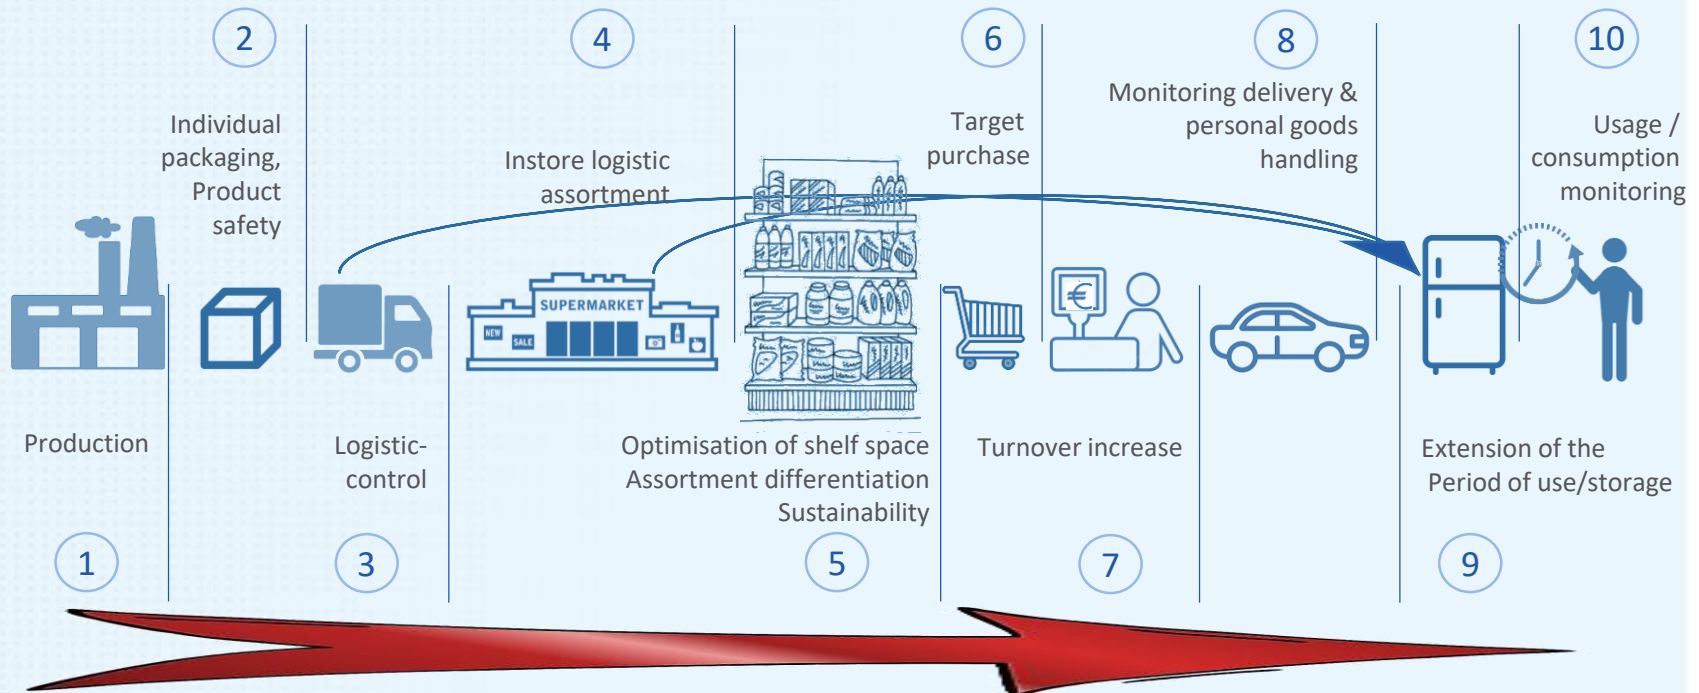 2
4
6
8
10
Individual
packaging,
Product
safety
Instore logistic
assortment
Target
purchase
Monitoring delivery &
personal goods
handling
Usage /
consumption
monitoring
SUPERMARKET
NEW
SALE
€
Production
Logistic-
control
Optimisation of shelf space
Assortment differentiation
Sustainability
Turnover increase
Extension of the
Period of use/storage
1
3
5
7
9